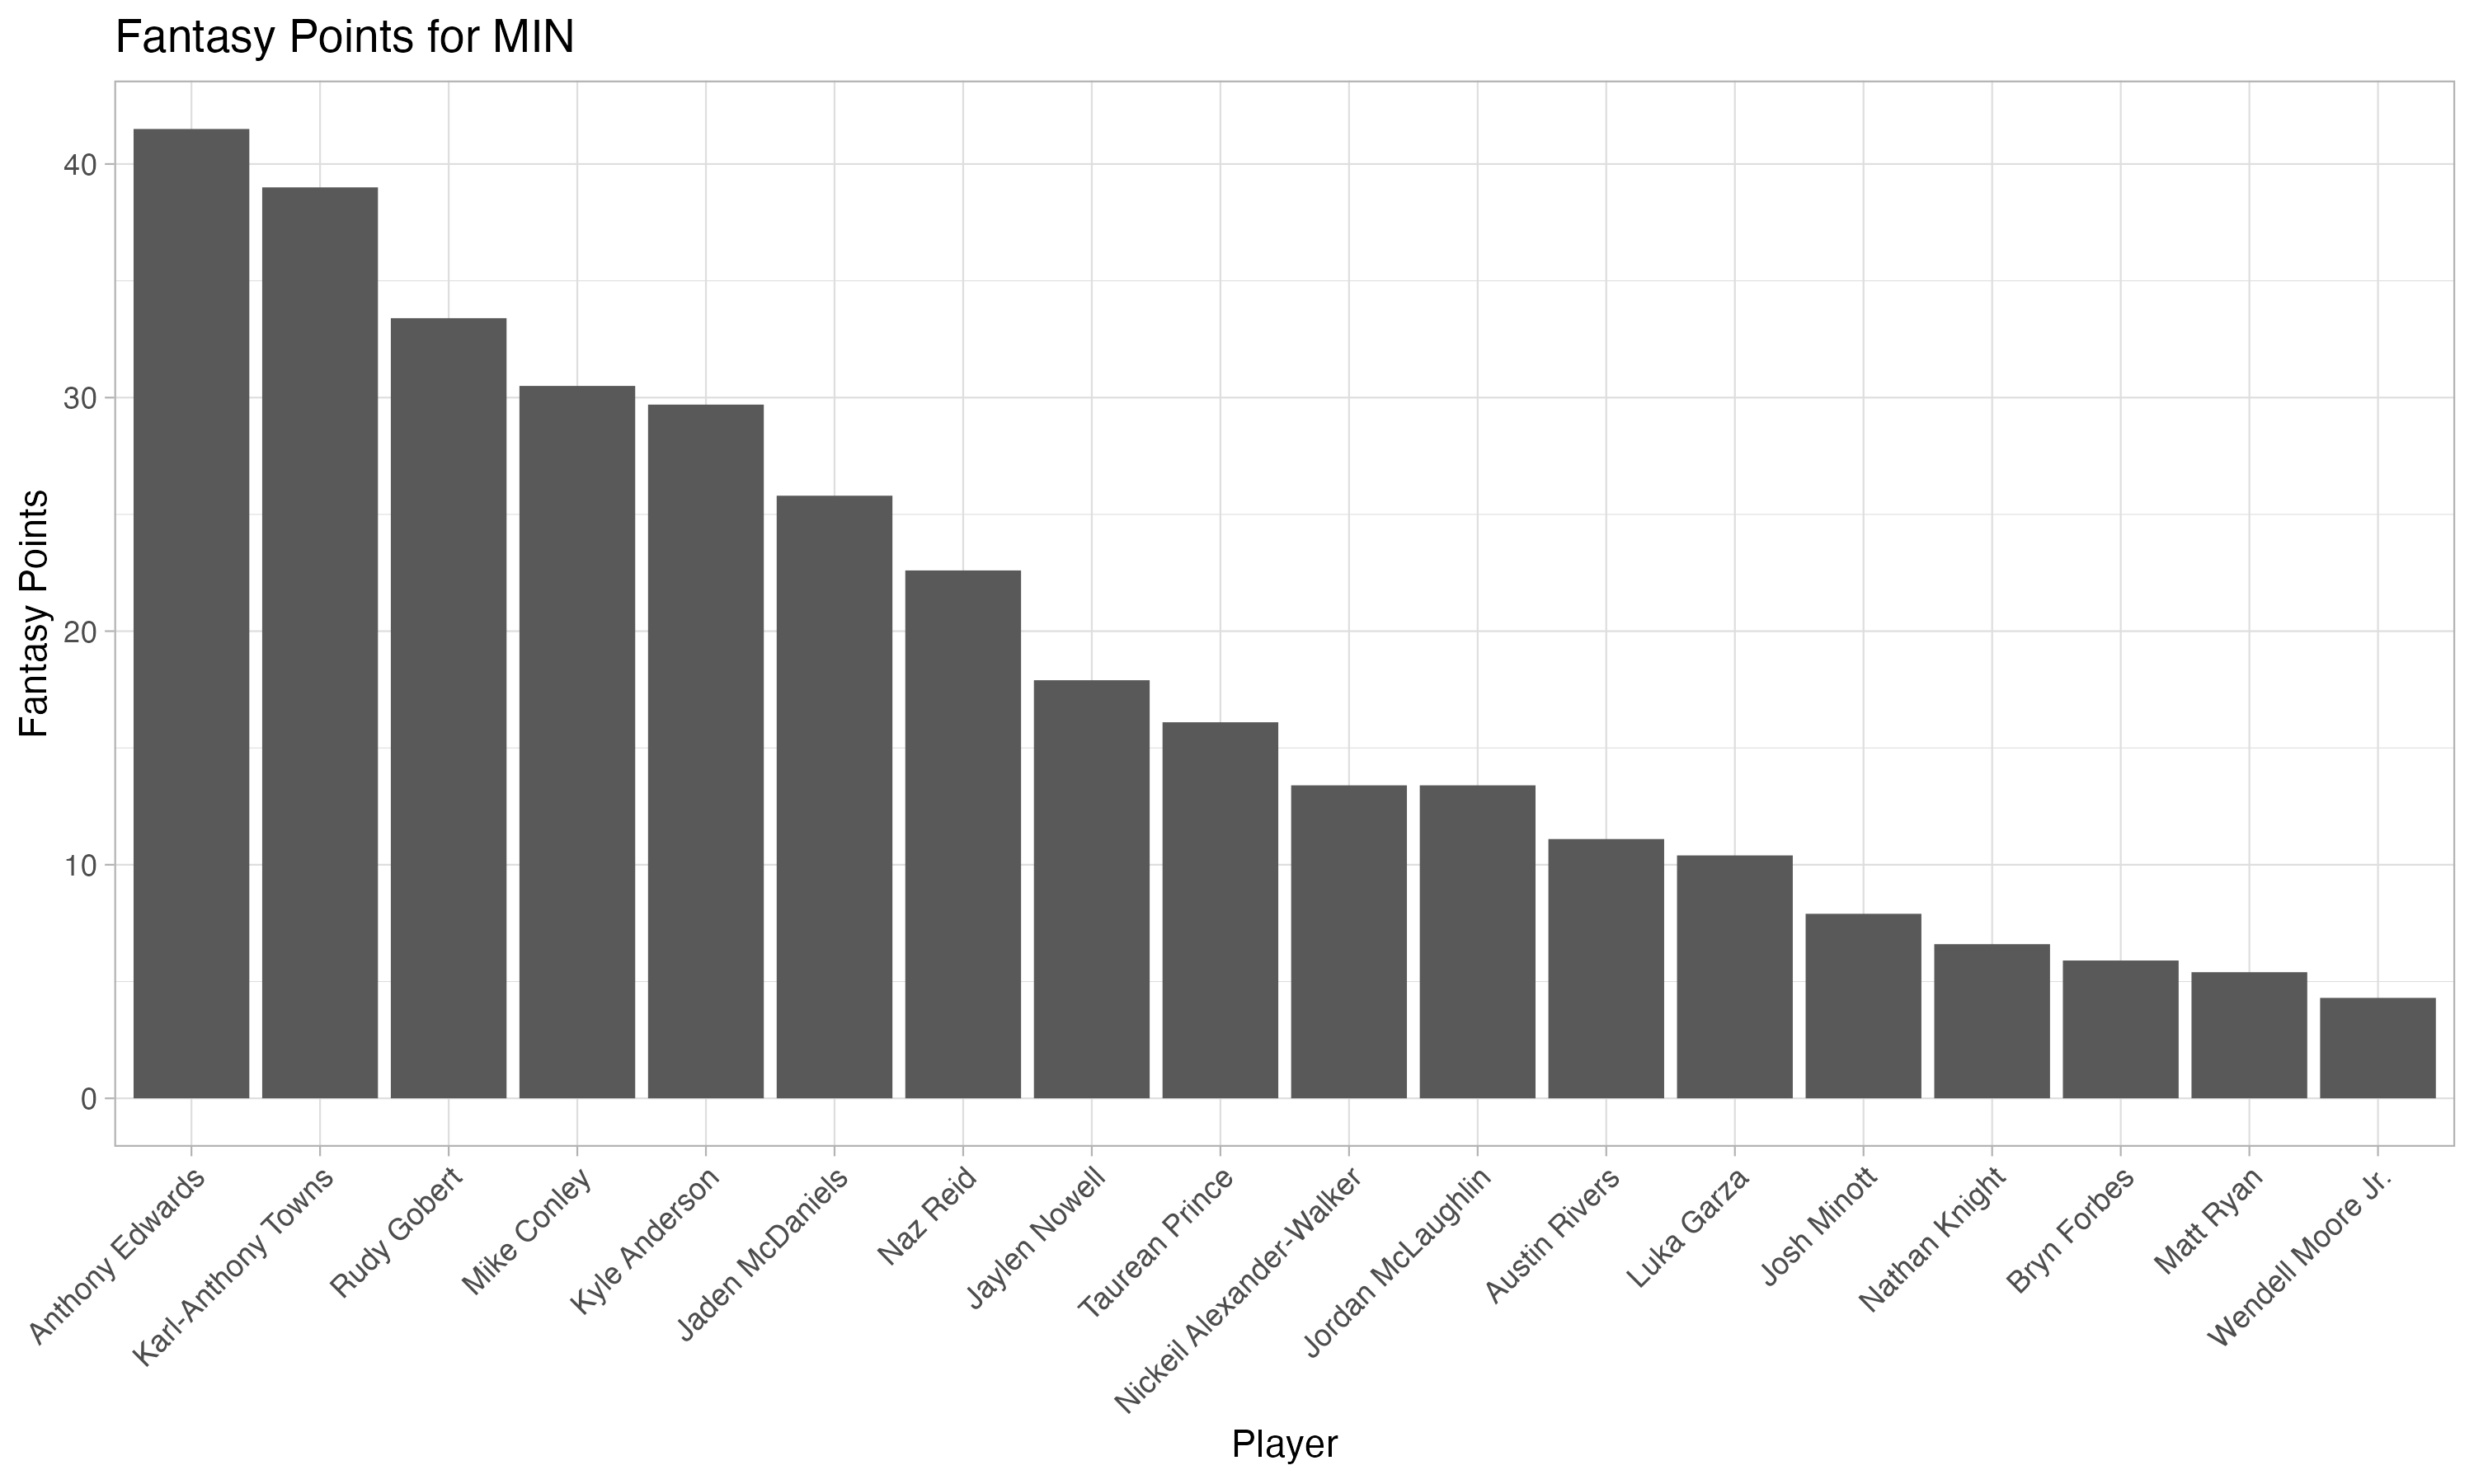 Fantasy Points for MIN
Fantasy Points
40
30
20
10
0
Anthony Edwards
Karl-Anthony Towns
Rudy Gobert
Mike Conley
Kyle Anderson
Jaden McDaniels
Naz Reid
Jaylen Nowell
Taurean Prince
Nickeil Alexander-Walker
Jordan McLaughlin
Austin Rivers
Luka Garza
Josh Minott
Nathan Knight
Bryn Forbes
Matt Ryan
Wendell Moore Jr.
Player